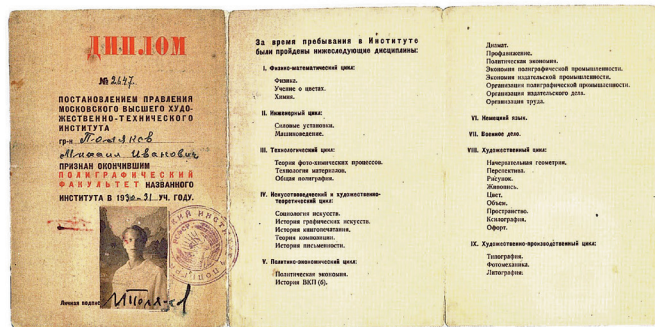 ДИПЛОМ
№ 2647.
ПОСТАНОВЛЕНИЕМ ПРАВЛЕНИЯ
МОСКОВСКОГО ВЫСШЕГО ХУДО-
ЖЕСТВЕННО-ТЕХНИЧЕСКОГО
ИНСТИТУТА
гр-н Поляков
Михаил Иванович
ПРИЗНАН ОКОНЧИВШИМ
ПОЛИГРАФИЧЕСКИЙ
ФАКУЛЬТЕТ НАЗВАННОГО
ИНСТИТУТА В 1930-31 УЧ. ГОДУ.
Личная подпись
За время пребывания в Институте
были пройдены нижеследующие дисциплины:
I. Физико-математический цикл:
Физика.
Учение о цветах.
Химия.
II. Инженерный цикл:
Силовые установки.
Машиноведение.
III. Технологический цикл:
Теория фото-химических процессов.
Технология материалов.
Общая полиграфия.
IV. Искусствоведческий и художественно-
теоретический цикл:
Социология искусств.
История графических искусств.
История книгопечатания.
Теория композиции.
История письменности.
V. Политико-экономический цикл:
Политическая экономия.
История ВКП (б).
Диамат.
Профдвижение.
Политическая экономия.
Экономия полиграфической промышленности.
Экономия издательской промышленности.
Организация полиграфической промышленности.
Организация издательского дела.
Организация труда.
VI. Немецкий язык.
VII. Военное дело.
VIII. Художественный цикл:
Начертательная геометрия.
Перспектива.
Рисунок.
Живопись.
Цвет.
Объем.
Пространство.
Ксилография.
Офорт.
IX. Художественно-производственный цикл:
Типография.
Фотомеханика.
Литография.